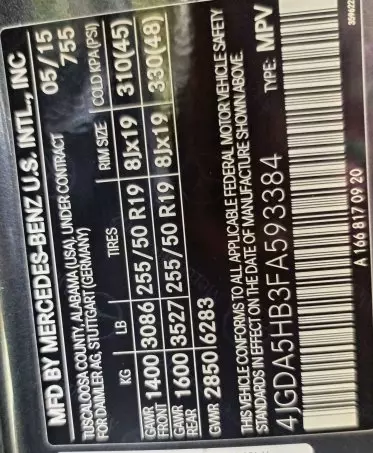 MFD BY MERCEDES-BENZ U.S. INTL., INC
TUSCALOOSA COUNTY, ALABAMA (USA), UNDER CONTRACT 05/15
FOR DAIMLER AG, STUTTGART (GERMANY) 755
KG LB TIRES RIM SIZE COLD KPA(PSI)
GAWR FRONT 1400 3086 255/50 R19 8Jx19 310(45)
GAWR REAR 1600 3527 255/50 R19 8Jx19 330(48)
GVWR 2850 6283
THIS VEHICLE CONFORMS TO ALL APPLICABLE FEDERAL MOTOR VEHICLE SAFETY
STANDARDS IN EFFECT ON THE DATE OF MANUFACTURE SHOWN ABOVE.
4JGDA5HB3FA593384 TYPE: MPV
A 166 817 09 20